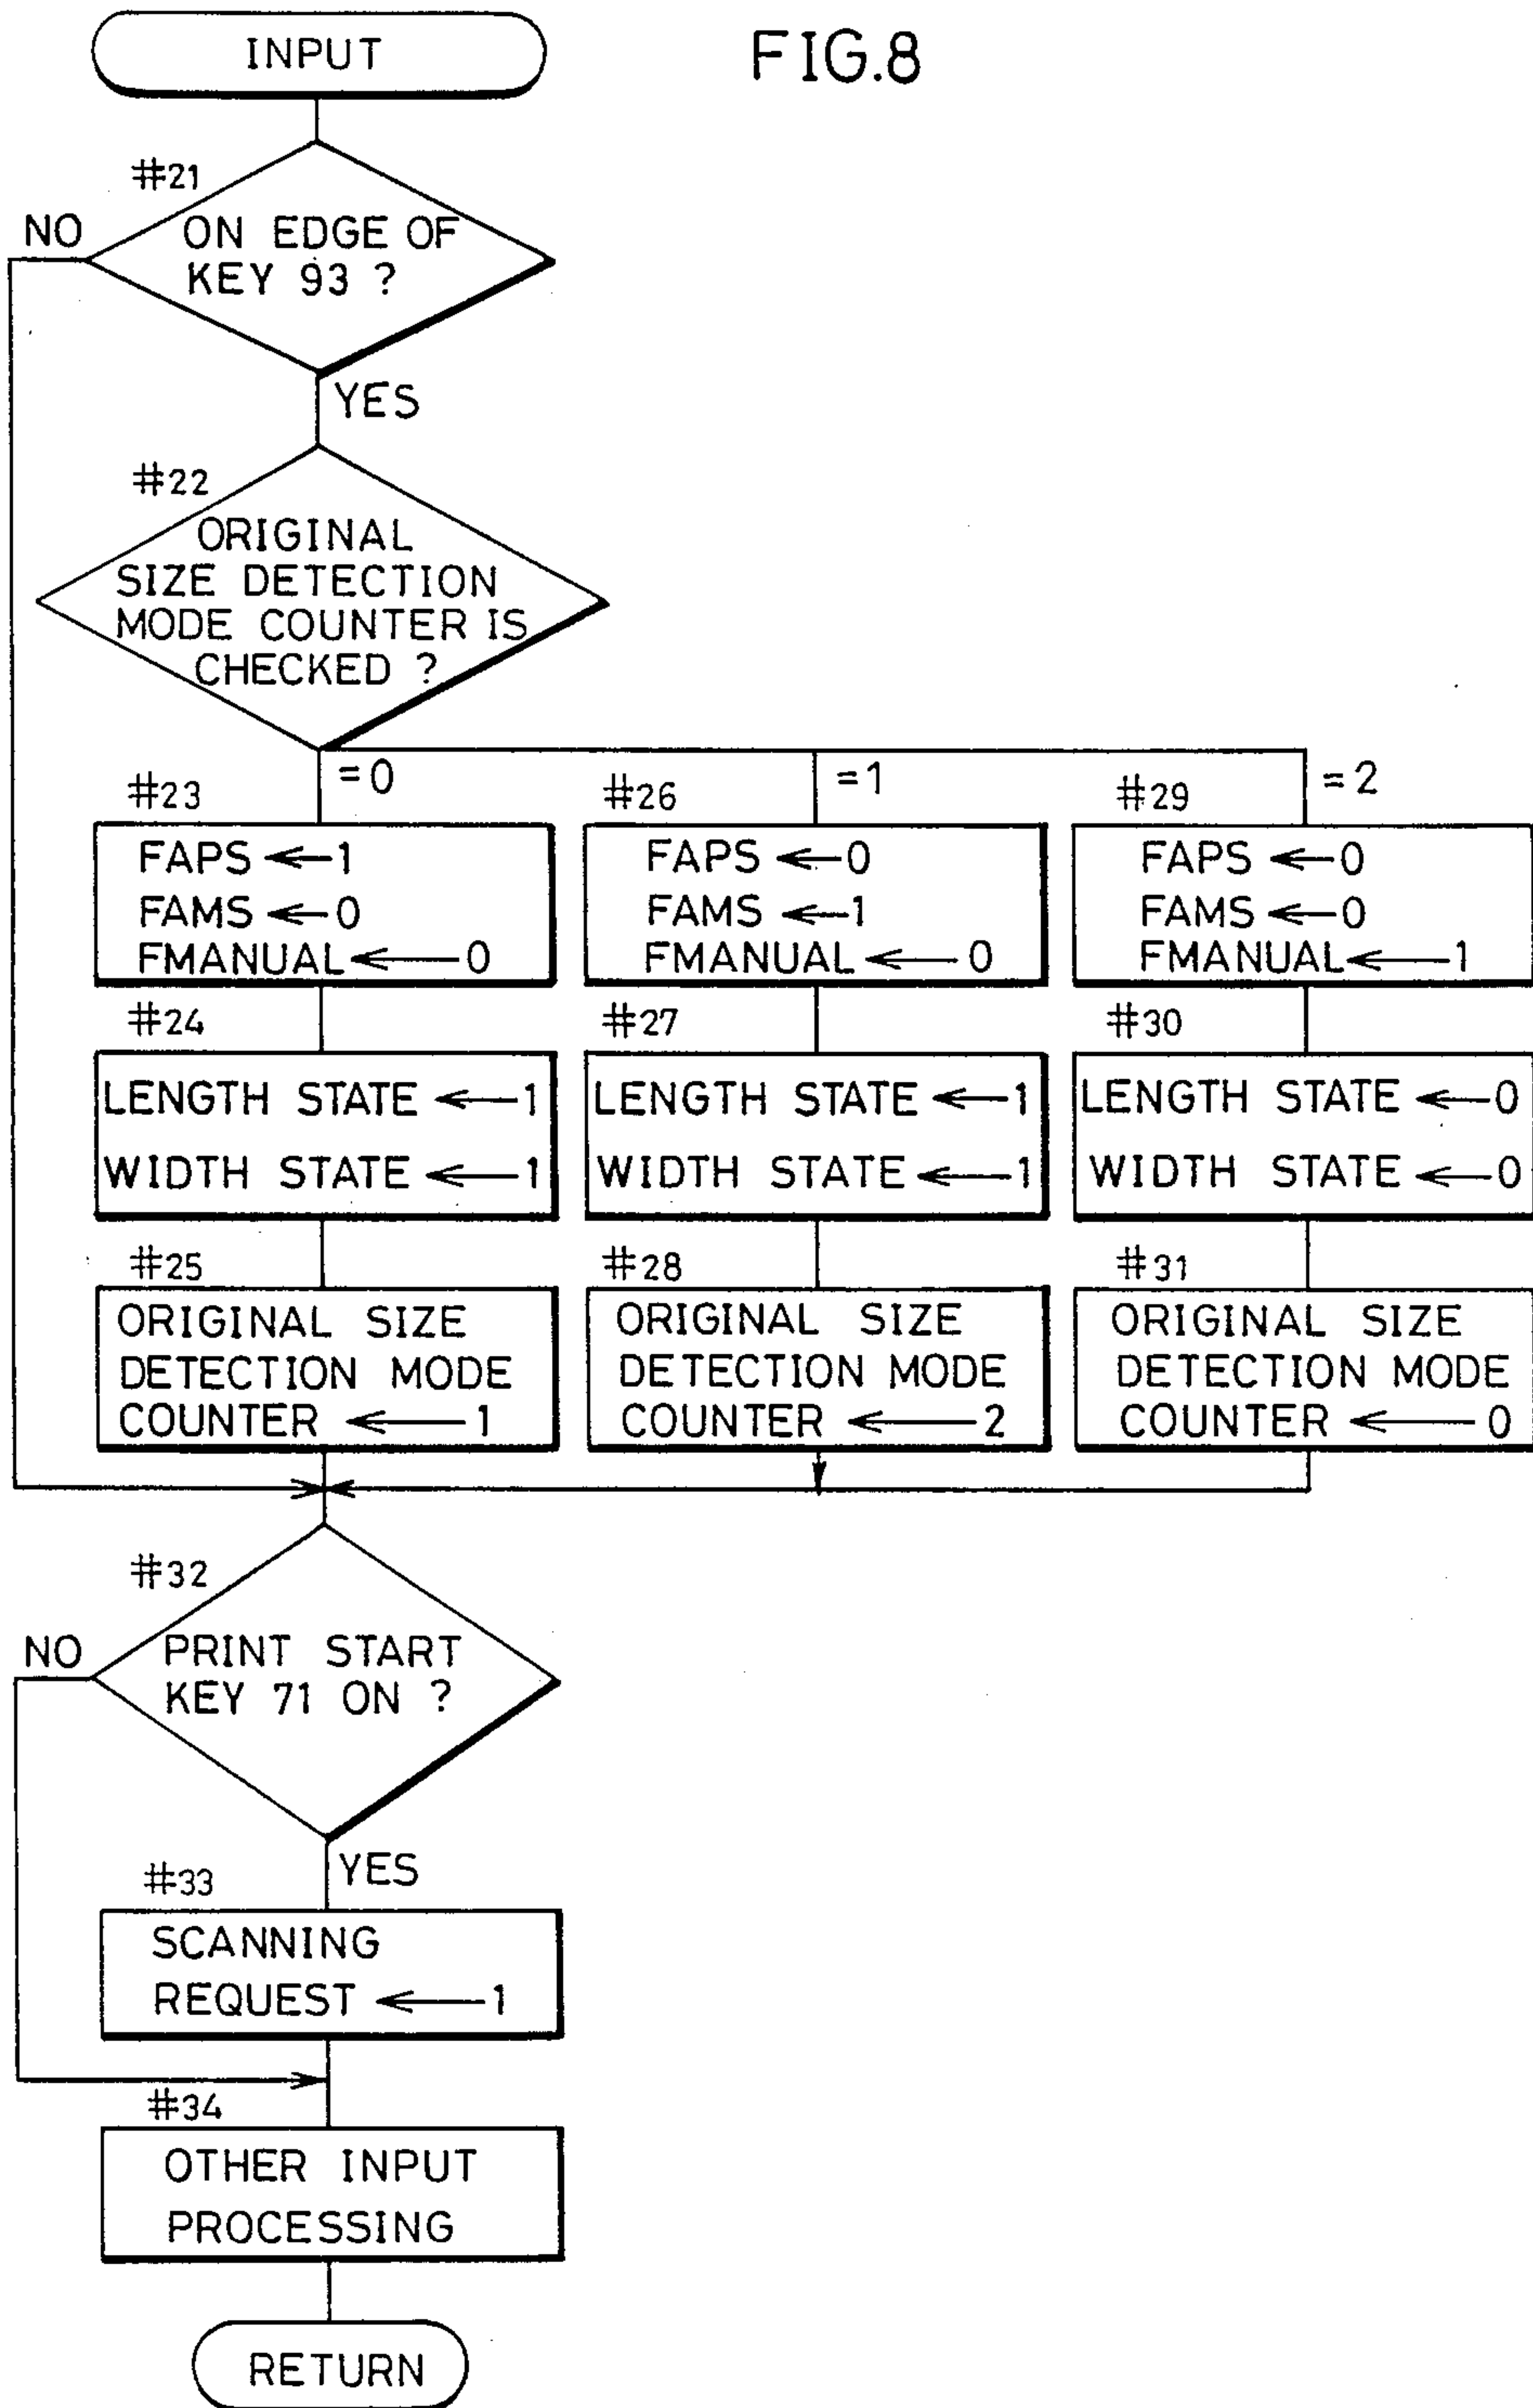 INPUT
FIG.8
#21
NO
ON EDGE OF
KEY 93 ?
YES
#22
ORIGINAL
SIZE DETECTION
MODE COUNTER IS
CHECKED ?
=0
=1
=2
#23
FAPS ← 1
FAMS ← 0
FMANUAL ← 0
#26
FAPS ← 0
FAMS ← 1
FMANUAL ← 0
#29
FAPS ← 0
FAMS ← 0
FMANUAL ← 1
#24
LENGTH STATE ← 1
WIDTH STATE ← 1
#27
LENGTH STATE ← 1
WIDTH STATE ← 1
#30
LENGTH STATE ← 0
WIDTH STATE ← 0
#25
ORIGINAL SIZE
DETECTION MODE
COUNTER ← 1
#28
ORIGINAL SIZE
DETECTION MODE
COUNTER ← 2
#31
ORIGINAL SIZE
DETECTION MODE
COUNTER ← 0
#32
NO
PRINT START
KEY 71 ON ?
YES
#33
SCANNING
REQUEST ← 1
#34
OTHER INPUT
PROCESSING
RETURN